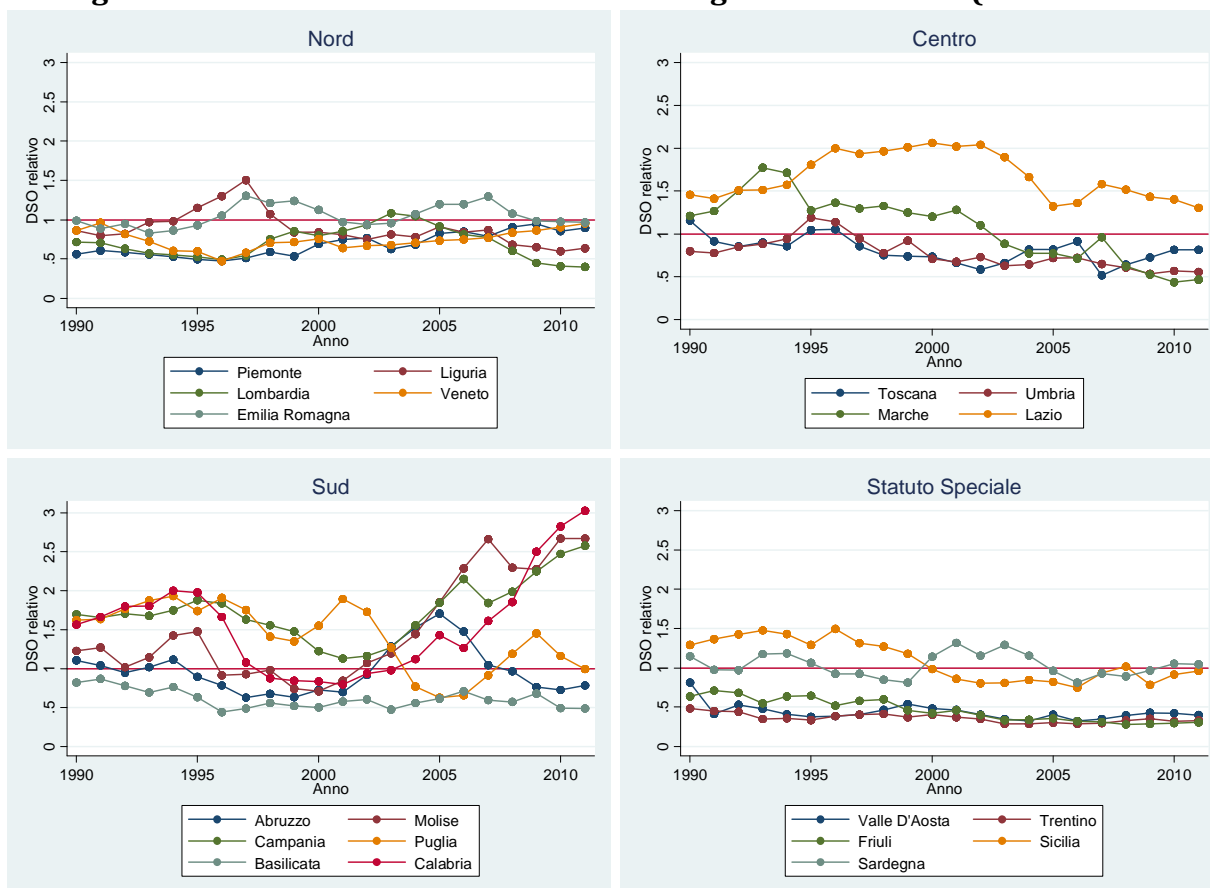 Nord
DSO relativo
3
2.5
2
1.5
1
.5
0
1990 1995 2000 2005 2010
Anno
Piemonte Liguria
Lombardia Veneto
Emilia Romagna
Centro
DSO relativo
3
2.5
2
1.5
1
.5
0
1990 1995 2000 2005 2010
Anno
Toscana Umbria
Marche Lazio
Sud
DSO relativo
3
2.5
2
1.5
1
.5
0
1990 1995 2000 2005 2010
Anno
Abruzzo Molise
Campania Puglia
Basilicata Calabria
Statuto Speciale
DSO relativo
3
2.5
2
1.5
1
.5
0
1990 1995 2000 2005 2010
Anno
Valle D'Aosta Trentino
Friuli Sicilia
Sardegna